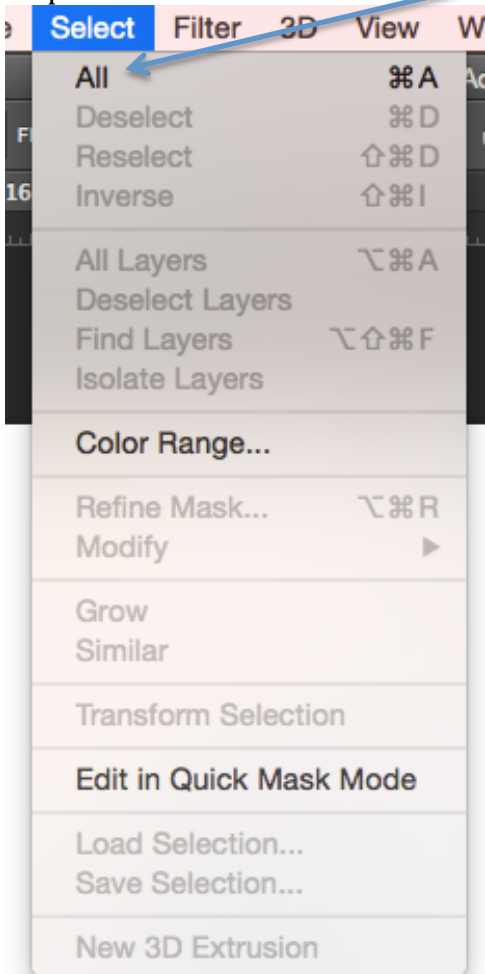 Select Filter 3D View
All ⌘A
Deselect ⌘D
Reselect ⇧⌘D
16
Inverse ⇧⌘I
All Layers ⌥⌘A
Deselect Layers
Find Layers ⌥⇧⌘F
Isolate Layers
Color Range...
Refine Mask... ⌥⌘R
Modify ▶
Grow
Similar
Transform Selection
Edit in Quick Mask Mode
Load Selection...
Save Selection...
New 3D Extrusion